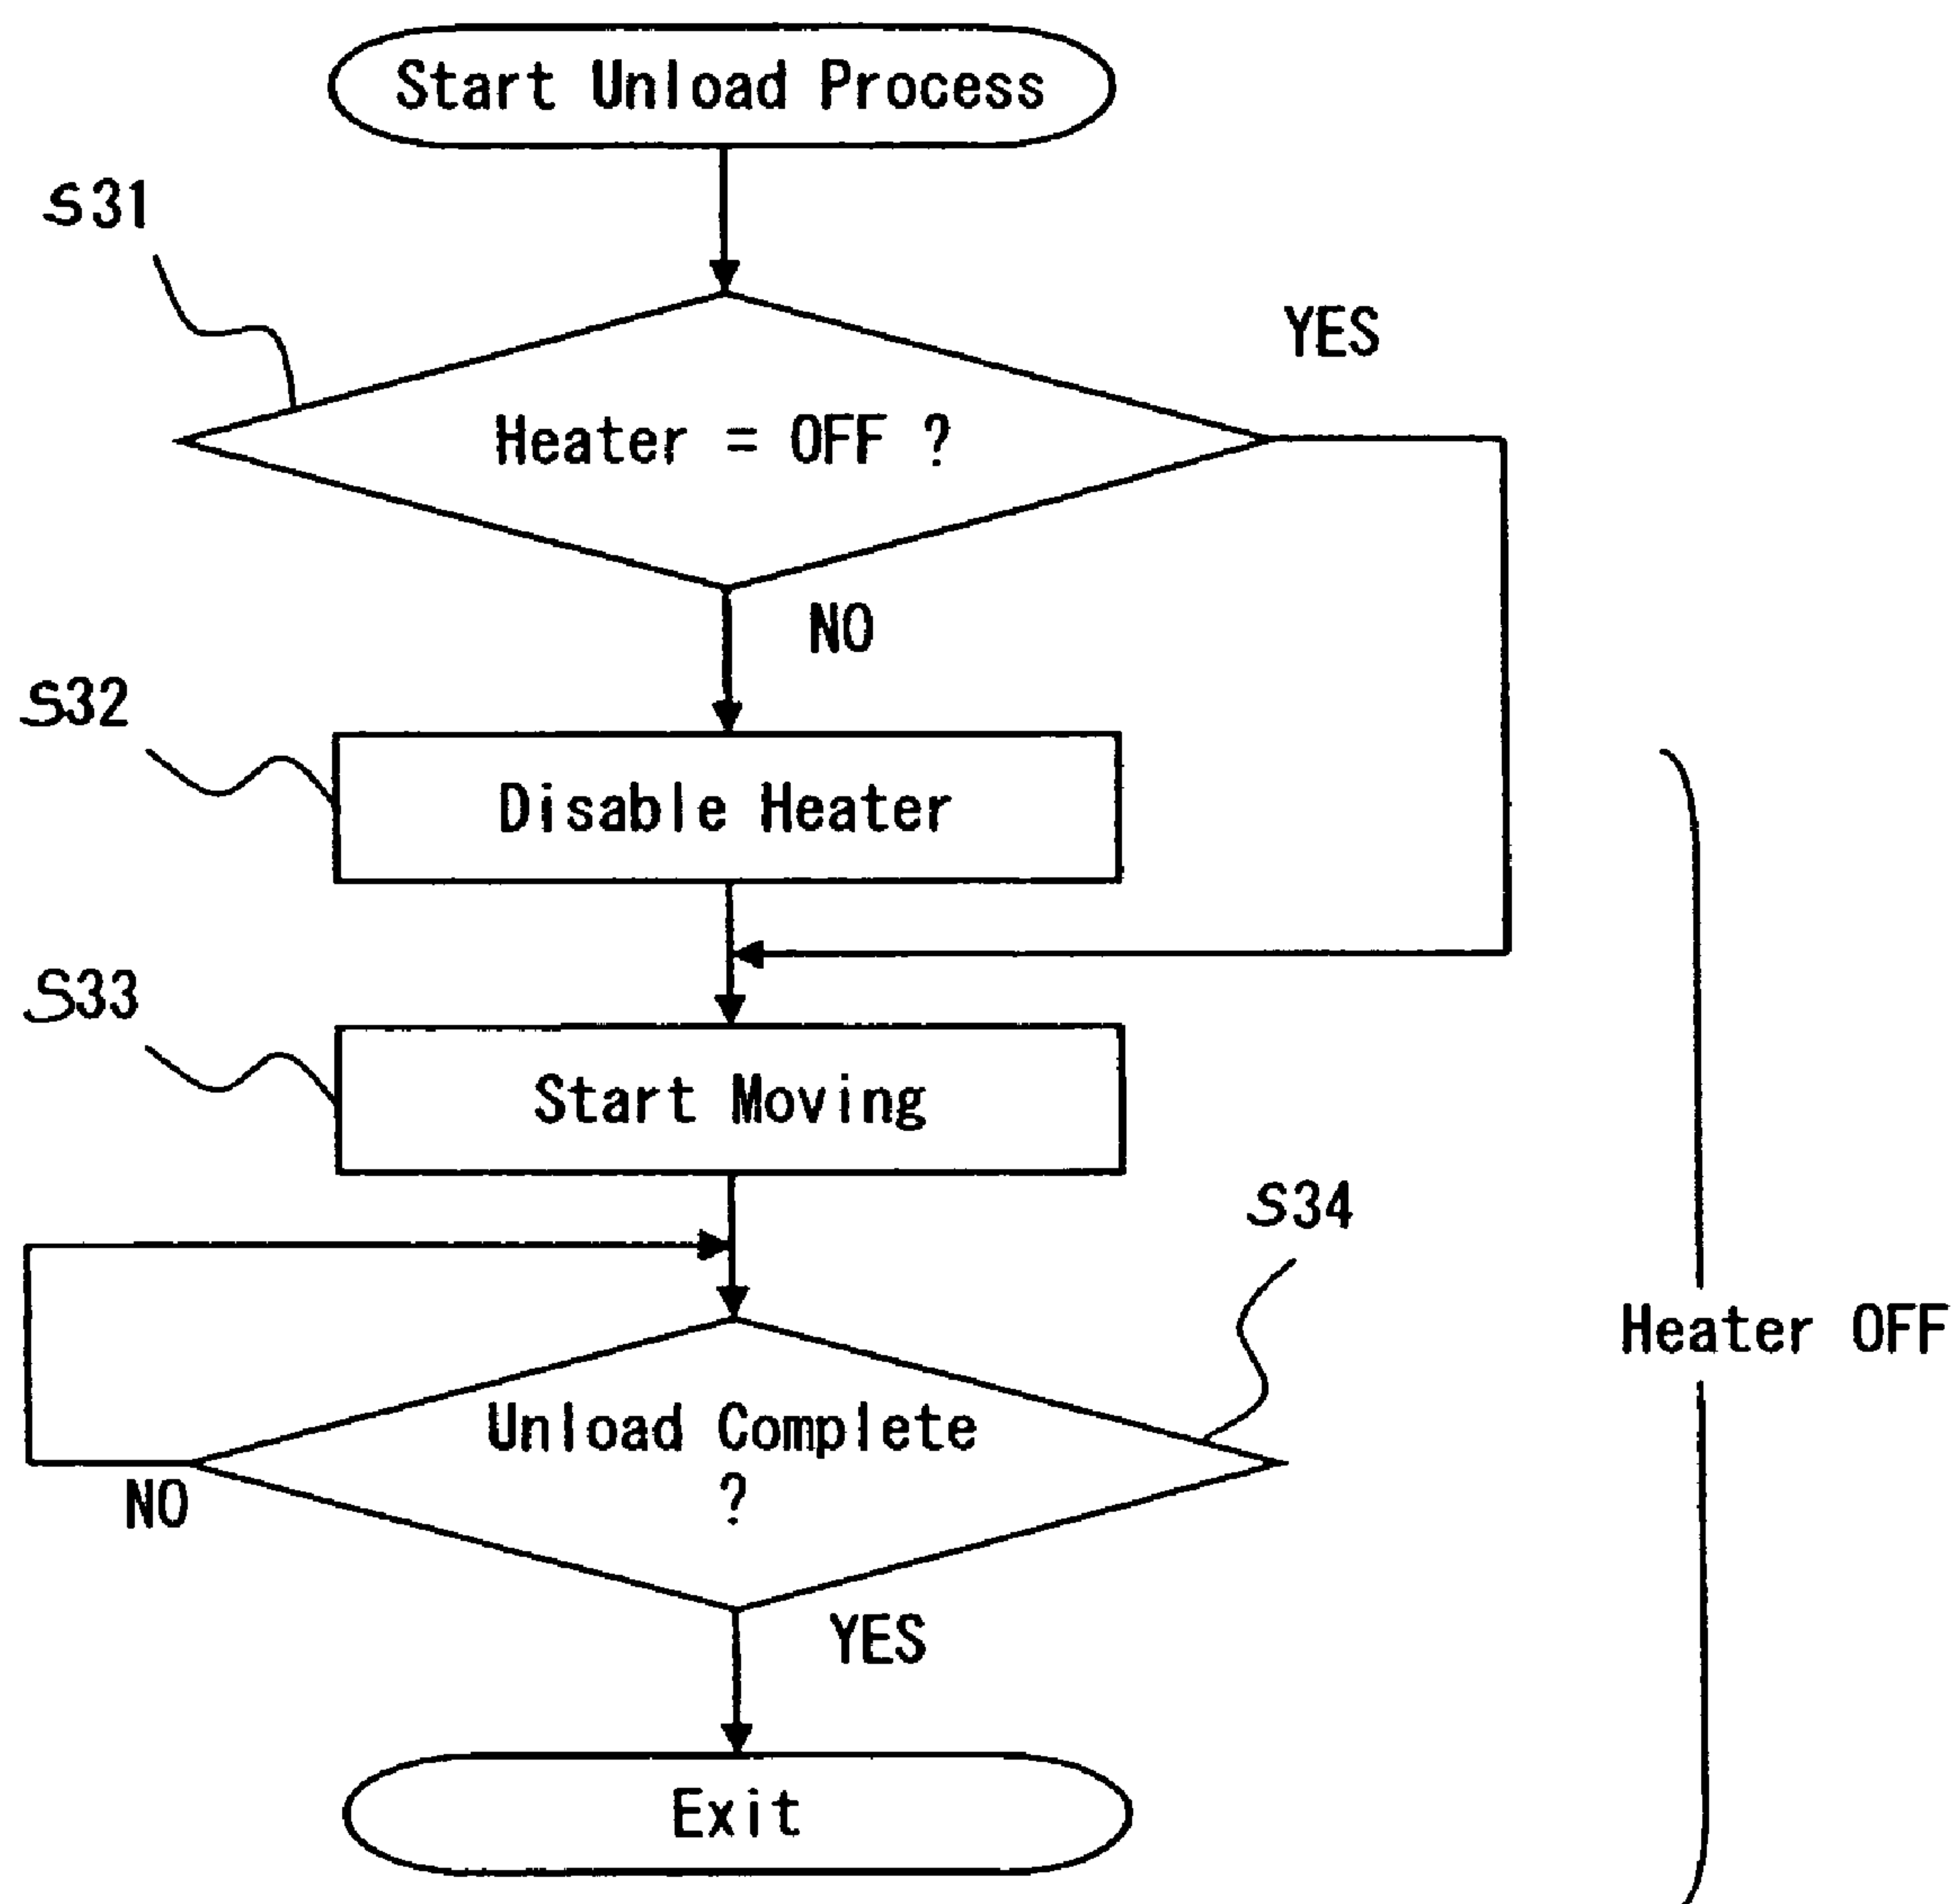 Start Unload Process
S31
YES
Heater = OFF ?
NO
S32
Disable Heater
S33
Start Moving
S34
Heater OFF
Unload Complete
?
NO
YES
Exit